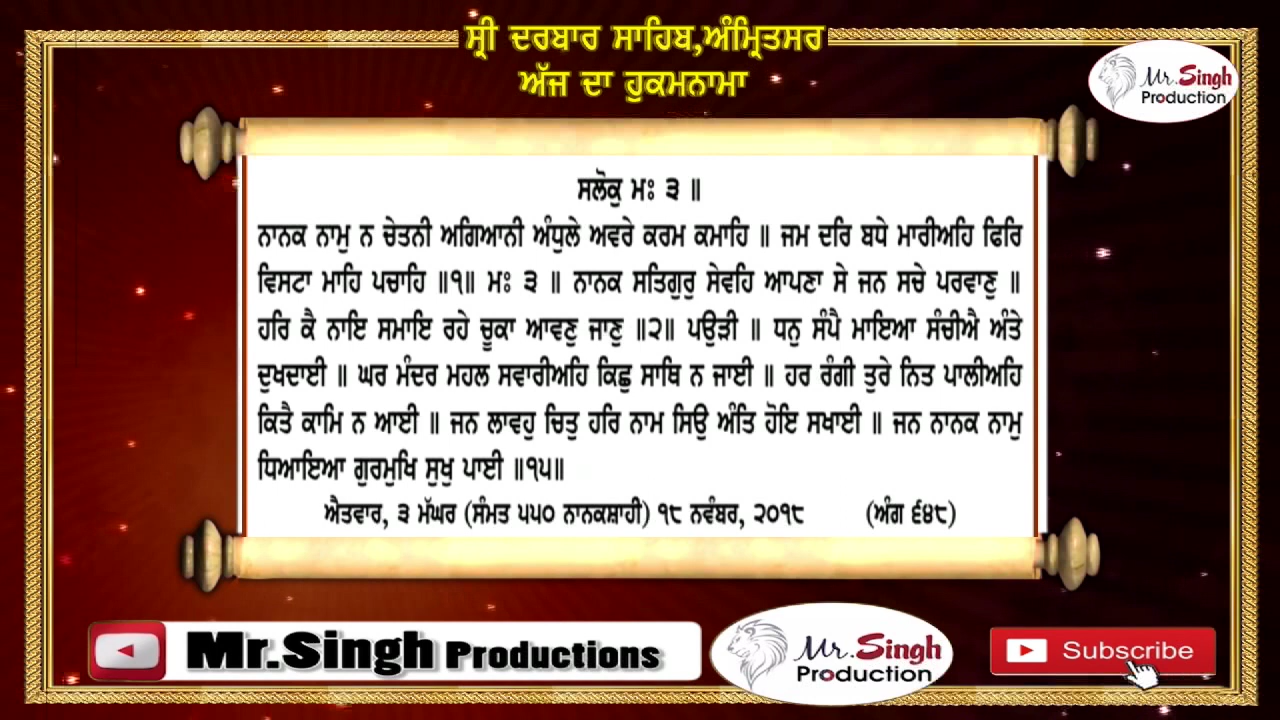 ਸ੍ਰੀ ਦਰਬਾਰ ਸਾਹਿਬ,ਅੰਮ੍ਰਿਤਸਰ
ਅੱਜ ਦਾ ਹੁਕਮਨਾਮਾ
Mr.Singh
Production
ਸਲੋਕੁ ਮਃ ੩ ॥
ਨਾਨਕ ਨਾਮੁ ਨ ਚੇਤਨੀ ਅਗਿਆਨੀ ਅੰਧੁਲੇ ਅਵਰੇ ਕਰਮ ਕਮਾਹਿ ॥ ਜਮ ਦਰਿ ਬਧੇ ਮਾਰੀਅਹਿ ਫਿਰਿ
ਵਿਸਟਾ ਮਾਹਿ ਪਚਾਹਿ ॥੧॥ ਮਃ ੩ ॥ ਨਾਨਕ ਸਤਿਗੁਰੁ ਸੇਵਹਿ ਆਪਣਾ ਸੇ ਜਨ ਸਚੇ ਪਰਵਾਣੁ ॥
ਹਰਿ ਕੈ ਨਾਇ ਸਮਾਇ ਰਹੇ ਚੂਕਾ ਆਵਣੁ ਜਾਣੁ ॥੨॥ ਪਉੜੀ ॥ ਧਨੁ ਸੰਪੈ ਮਾਇਆ ਸੰਚੀਐ ਅੰਤੇ
ਦੁਖਦਾਈ ॥ ਘਰ ਮੰਦਰ ਮਹਲ ਸਵਾਰੀਅਹਿ ਕਿਛੁ ਸਾਥਿ ਨ ਜਾਈ ॥ ਹਰ ਰੰਗੀ ਤੁਰੇ ਨਿਤ ਪਾਲੀਅਹਿ
ਕਿਤੈ ਕਾਮਿ ਨ ਆਈ ॥ ਜਨ ਲਾਵਹੁ ਚਿਤੁ ਹਰਿ ਨਾਮ ਸਿਉ ਅੰਤਿ ਹੋਇ ਸਖਾਈ ॥ ਜਨ ਨਾਨਕ ਨਾਮੁ
ਧਿਆਇਆ ਗੁਰਮੁਖਿ ਸੁਖੁ ਪਾਈ ॥੧੫॥
ਐਤਵਾਰ, ੩ ਮੱਘਰ (ਸੰਮਤ ੫੫੦ ਨਾਨਕਸ਼ਾਹੀ) ੧੮ ਨਵੰਬਰ, ੨੦੧੮ (ਅੰਗ ੬੪੮)
Mr.Singh Productions
Mr.Singh
Production
Subscribe